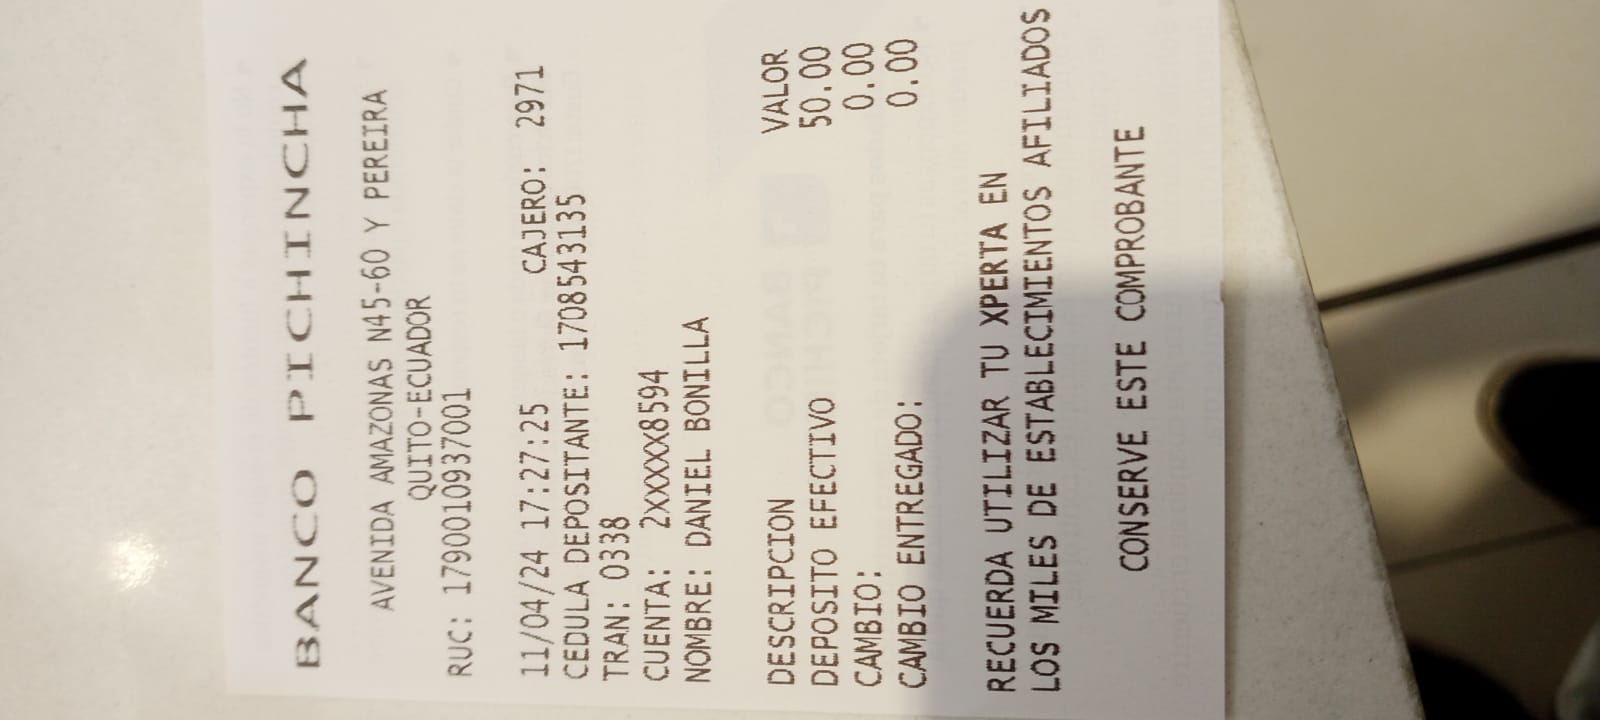 BANCO PICHINCHA
AVENIDA AMAZONAS N45-60 Y PEREIRA
QUITO-ECUADOR
RUC: 1790010937001
11/04/24 17:27:25 CAJERO: 2971
CEDULA DEPOSITANTE: 1708543135
TRAN: 0338
CUENTA: 2XXXXX8594
NOMBRE: DANIEL BONILLA
DESCRIPCION VALOR
DEPOSITO EFECTIVO 50.00
CAMBIO: 0.00
CAMBIO ENTREGADO: 0.00
RECUERDA UTILIZAR TU XPERTA EN
LOS MILES DE ESTABLECIMIENTOS AFILIADOS
CONSERVE ESTE COMPROBANTE